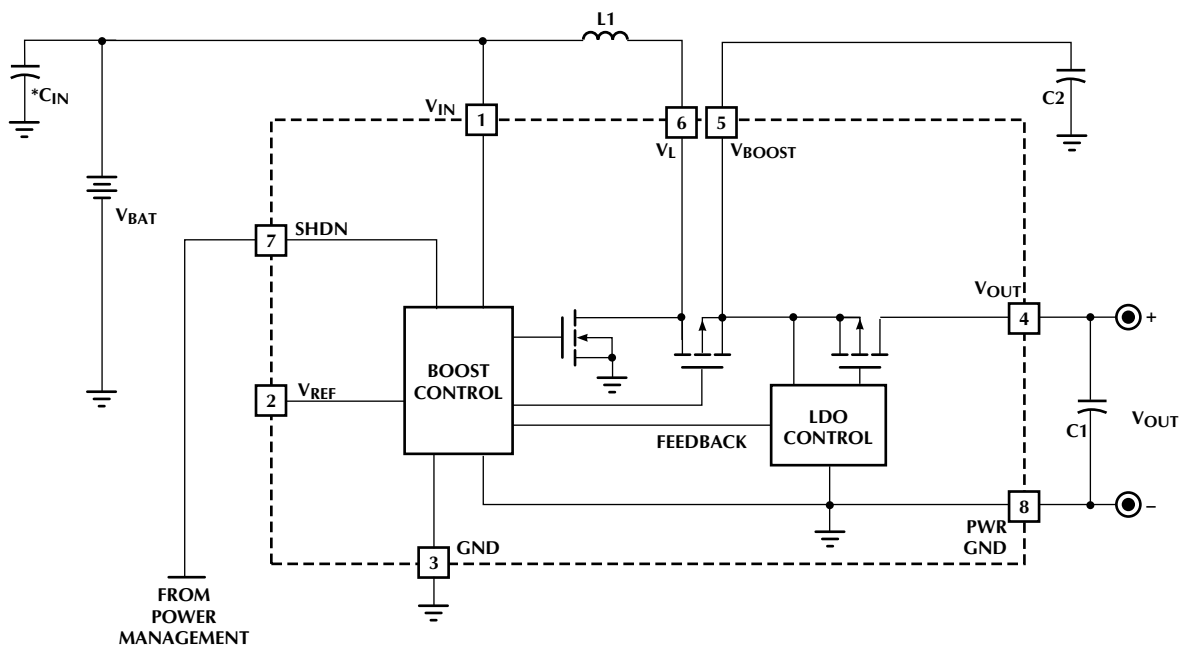 L1
*CIN
C2
VIN
1
6
5
VL
VBOOST
VBAT
7
SHDN
VOUT
4
+
BOOST
CONTROL
2
VREF
LDO
CONTROL
C1
VOUT
FEEDBACK
8
–
PWR
GND
GND
3
FROM
POWER
MANAGEMENT